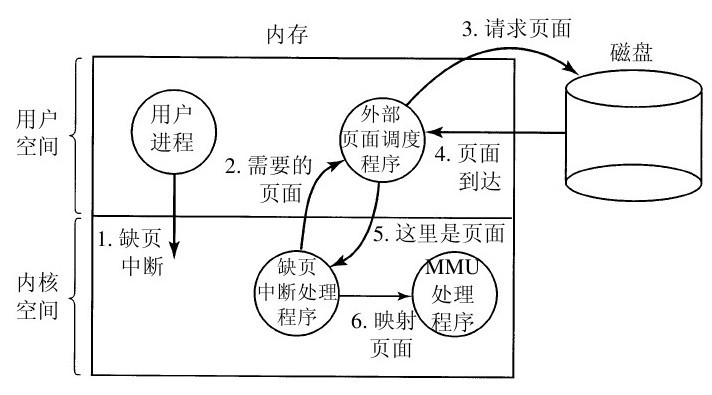 内存
3. 请求页面
磁盘
用户
空间
用户
进程
外部
页面调度
程序
2. 需要的
页面
4. 页面
到达
1. 缺页
中断
5. 这里是页面
内核
空间
缺页
中断处理
程序
MMU
处理
程序
6. 映射
页面